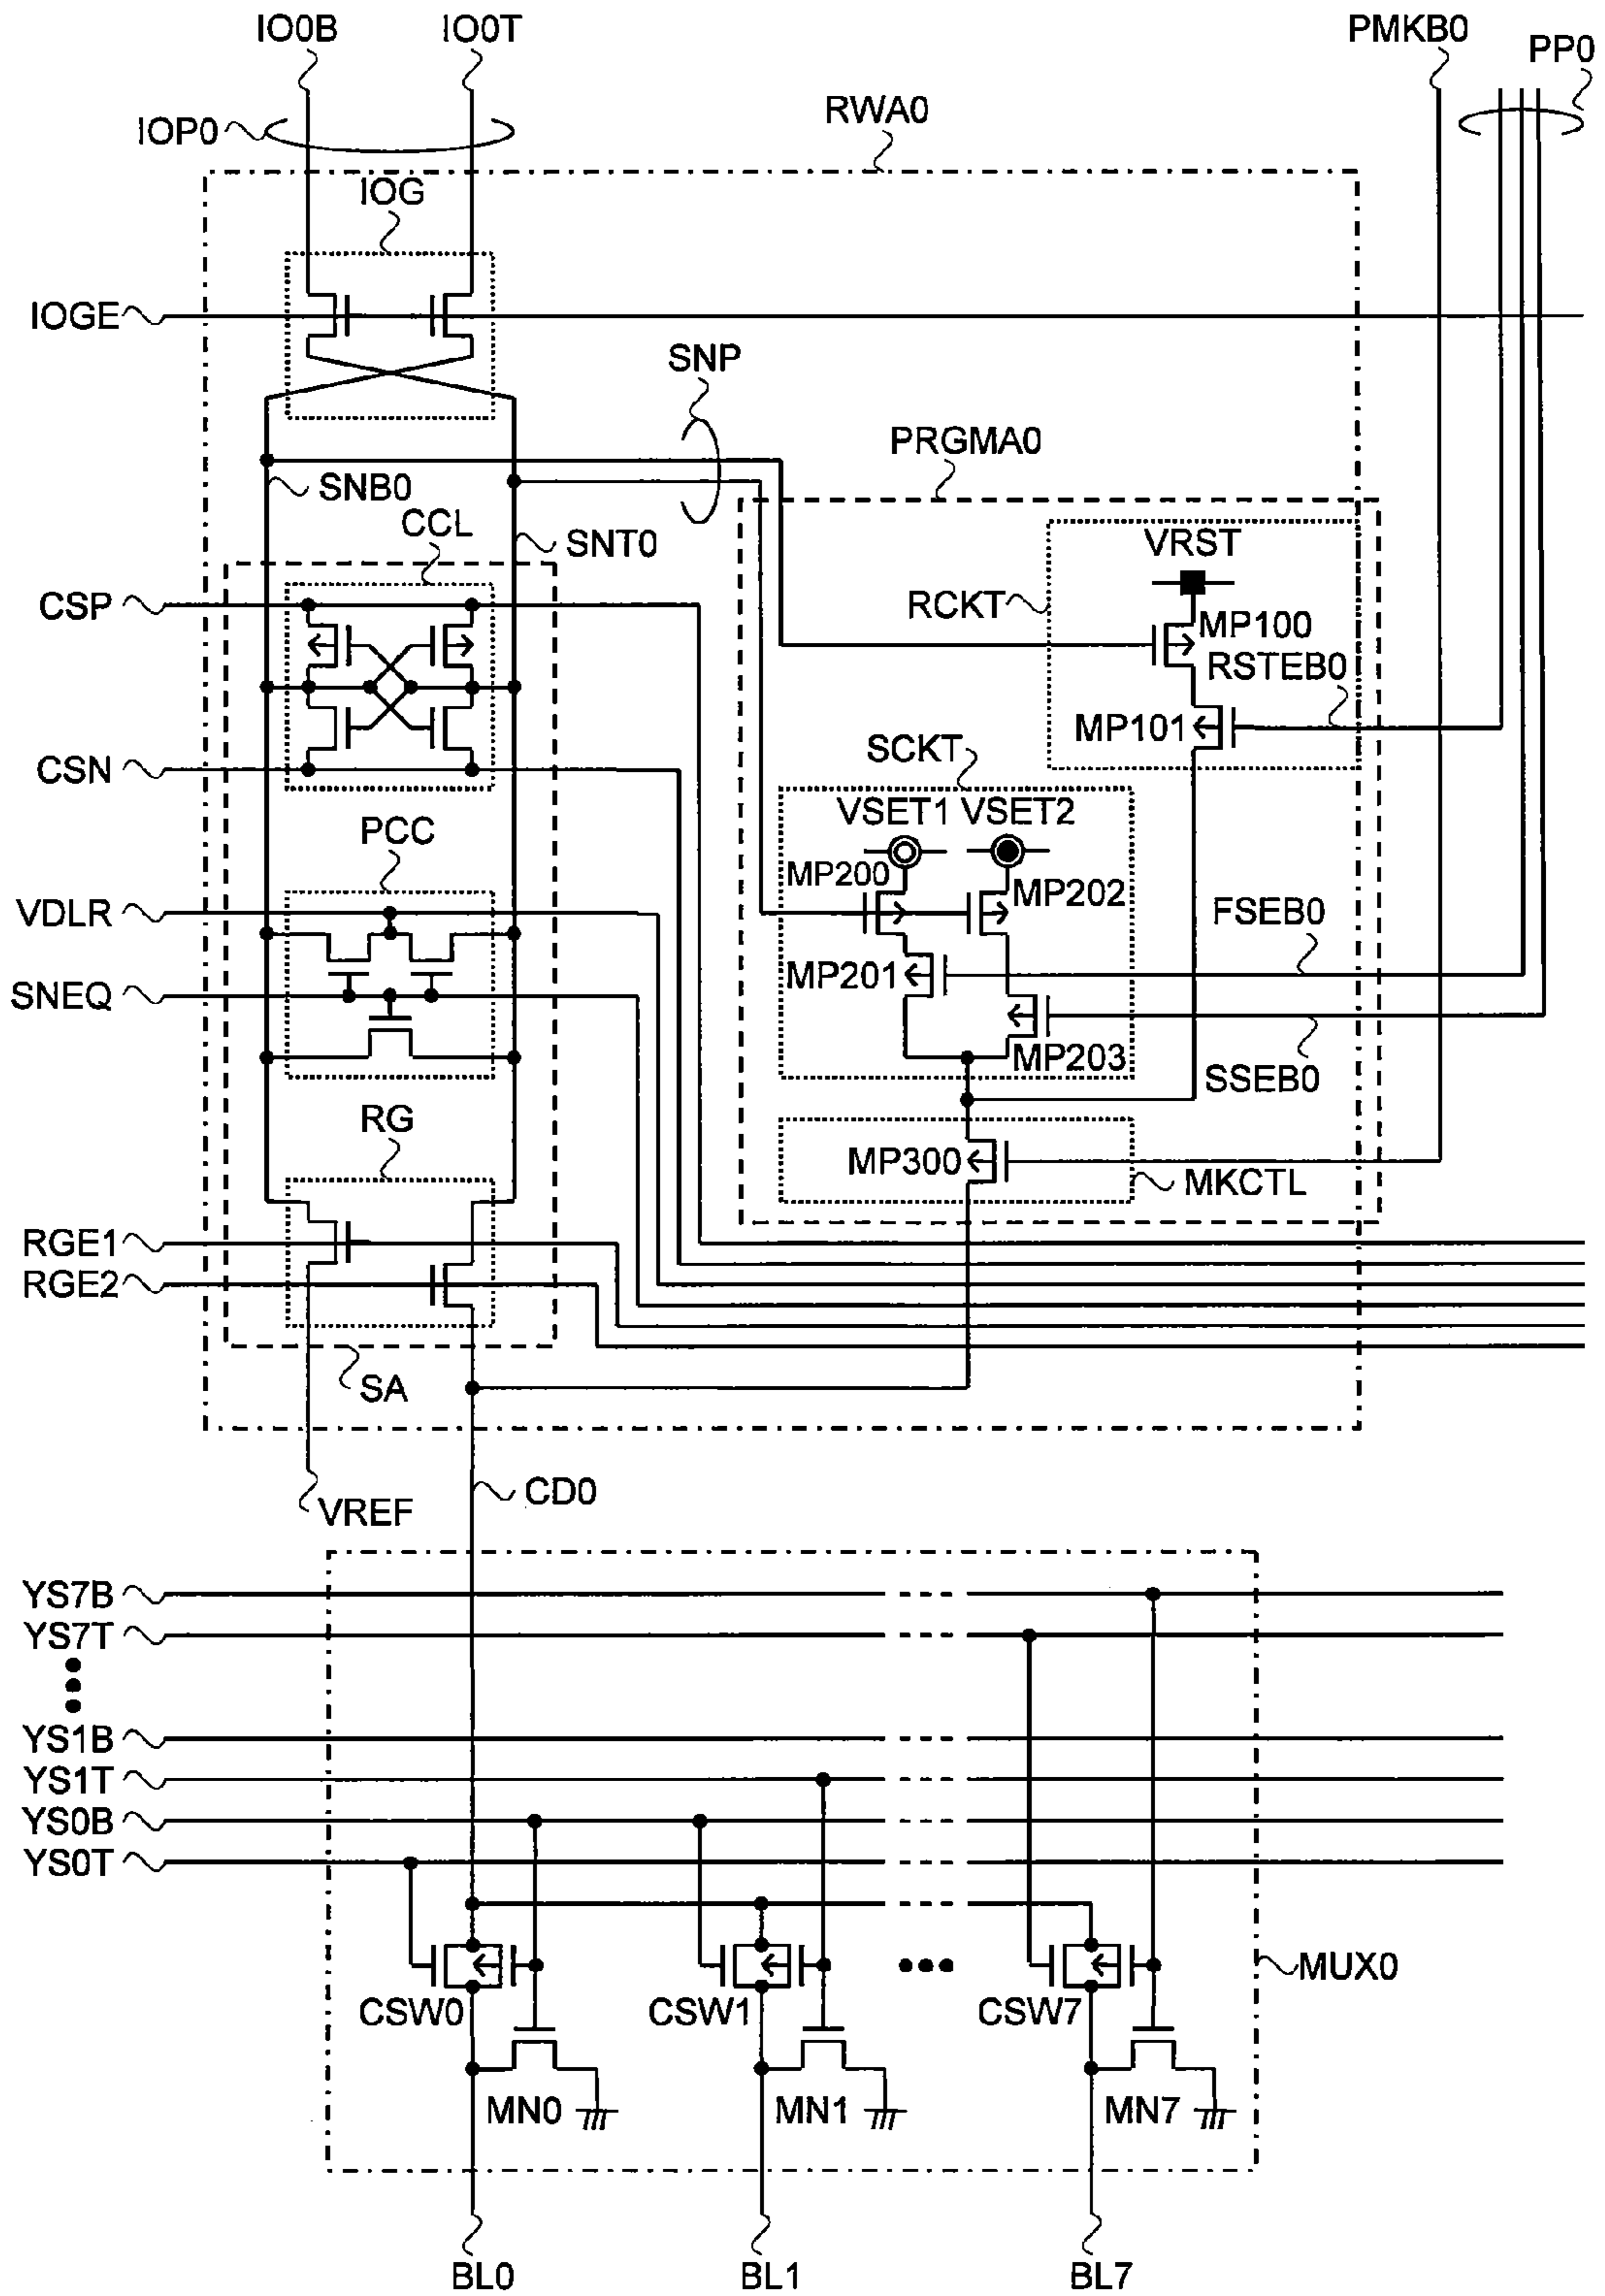 IO0B
IO0T
PMKB0
PP0
IOP0
RWA0
IOG
IOGE
SNP
PRGMA0
SNB0
CCL
SNT0
VRST
CSP
RCKT
MP100
RSTEB0
MP101
SCKT
CSN
VSET1 VSET2
PCC
MP200
MP202
VDLR
FSEB0
MP201
SNEQ
MP203
SSEB0
RG
MP300
MKCTL
RGE1
RGE2
SA
CD0
VREF
YS7B
YS7T
YS1B
YS1T
YS0B
YS0T
MUX0
CSW0
CSW1
CSW7
MN0
MN1
MN7
BL0
BL1
BL7